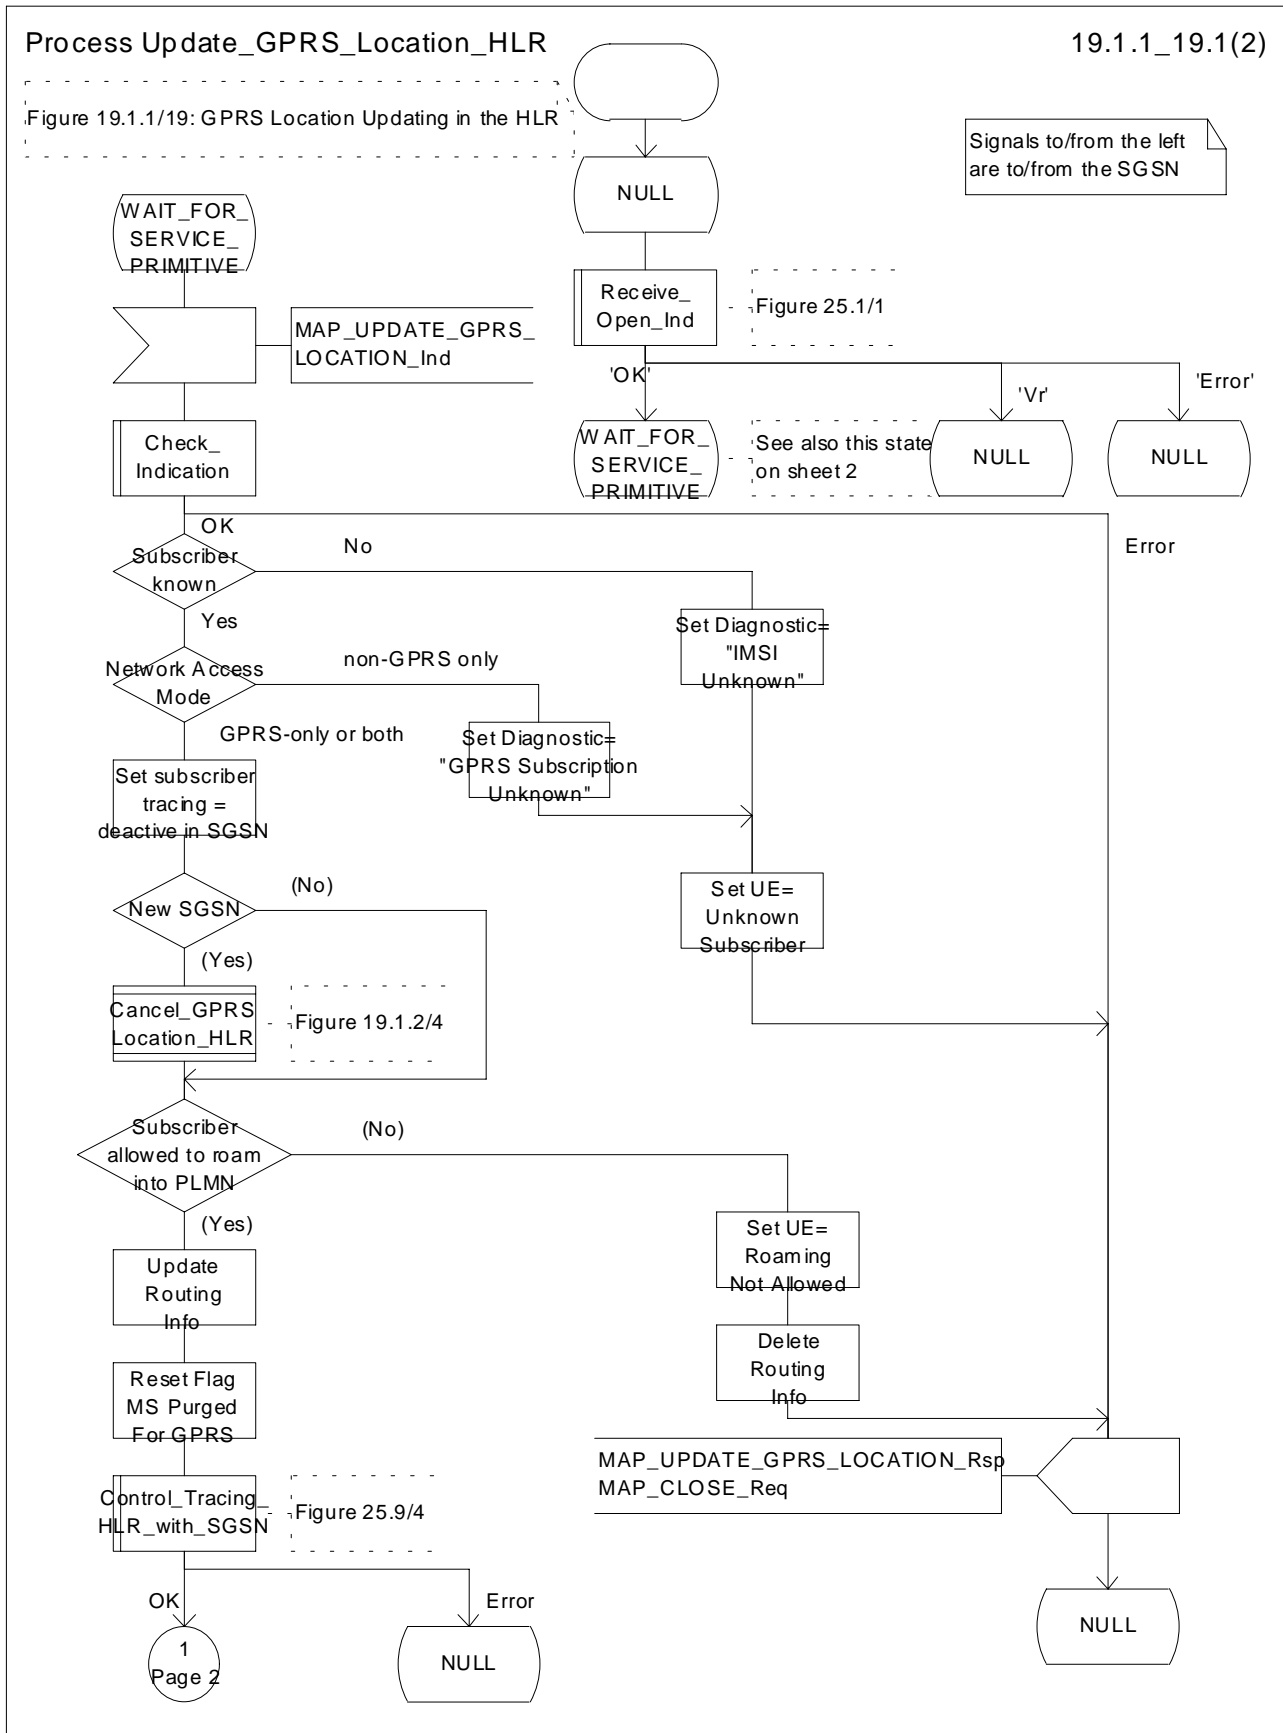 Process Update_GPRS_Location_HLR
19.1.1_19.1(2)
Figure 19.1.1/19: GPRS Location Updating in the HLR
Signals to/from the left
are to/from the SGSN
NULL
WAIT_FOR_
SERVICE_
PRIMITIVE
Receive_
Open_Ind
Figure 25.1/1
MAP_UPDATE_GPRS_
LOCATION_Ind
'OK'
'Vr'
'Error'
Check_
Indication
WAIT_FOR_
SERVICE_
PRIMITIVE
See also this state
on sheet 2
NULL
NULL
OK
Subscriber
known
No
Error
Yes
Set Diagnostic=
"IMSI
Unknown"
Network Access
Mode
non-GPRS only
GPRS-only or both
Set Diagnostic=
"GPRS Subscription
Unknown"
Set subscriber
tracing =
deactive in SGSN
New SGSN
(No)
Set UE=
Unknown
Subscriber
(Yes)
Cancel_GPRS
Location_HLR
Figure 19.1.2/4
Subscriber
allowed to roam
into PLMN
(No)
(Yes)
Set UE=
Roaming
Not Allowed
Update
Routing
Info
Delete
Routing
Info
Reset Flag
MS Purged
For GPRS
MAP_UPDATE_GPRS_LOCATION_Rsp
MAP_CLOSE_Req
Control_Tracing_
HLR_with_SGSN
Figure 25.9/4
OK
Error
1
Page 2
NULL
NULL